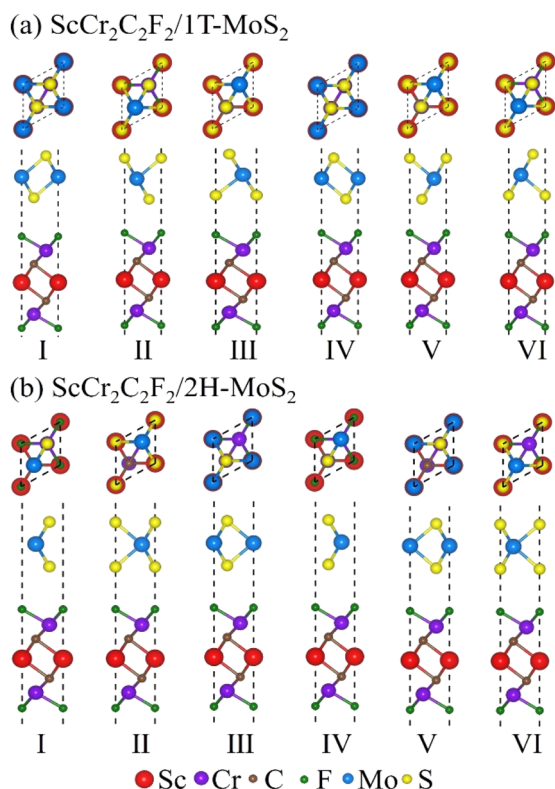 (a) ScCr₂C₂F₂/1T-MoS₂
I II III IV V VI
(b) ScCr₂C₂F₂/2H-MoS₂
I II III IV V VI
Sc Cr C F Mo S